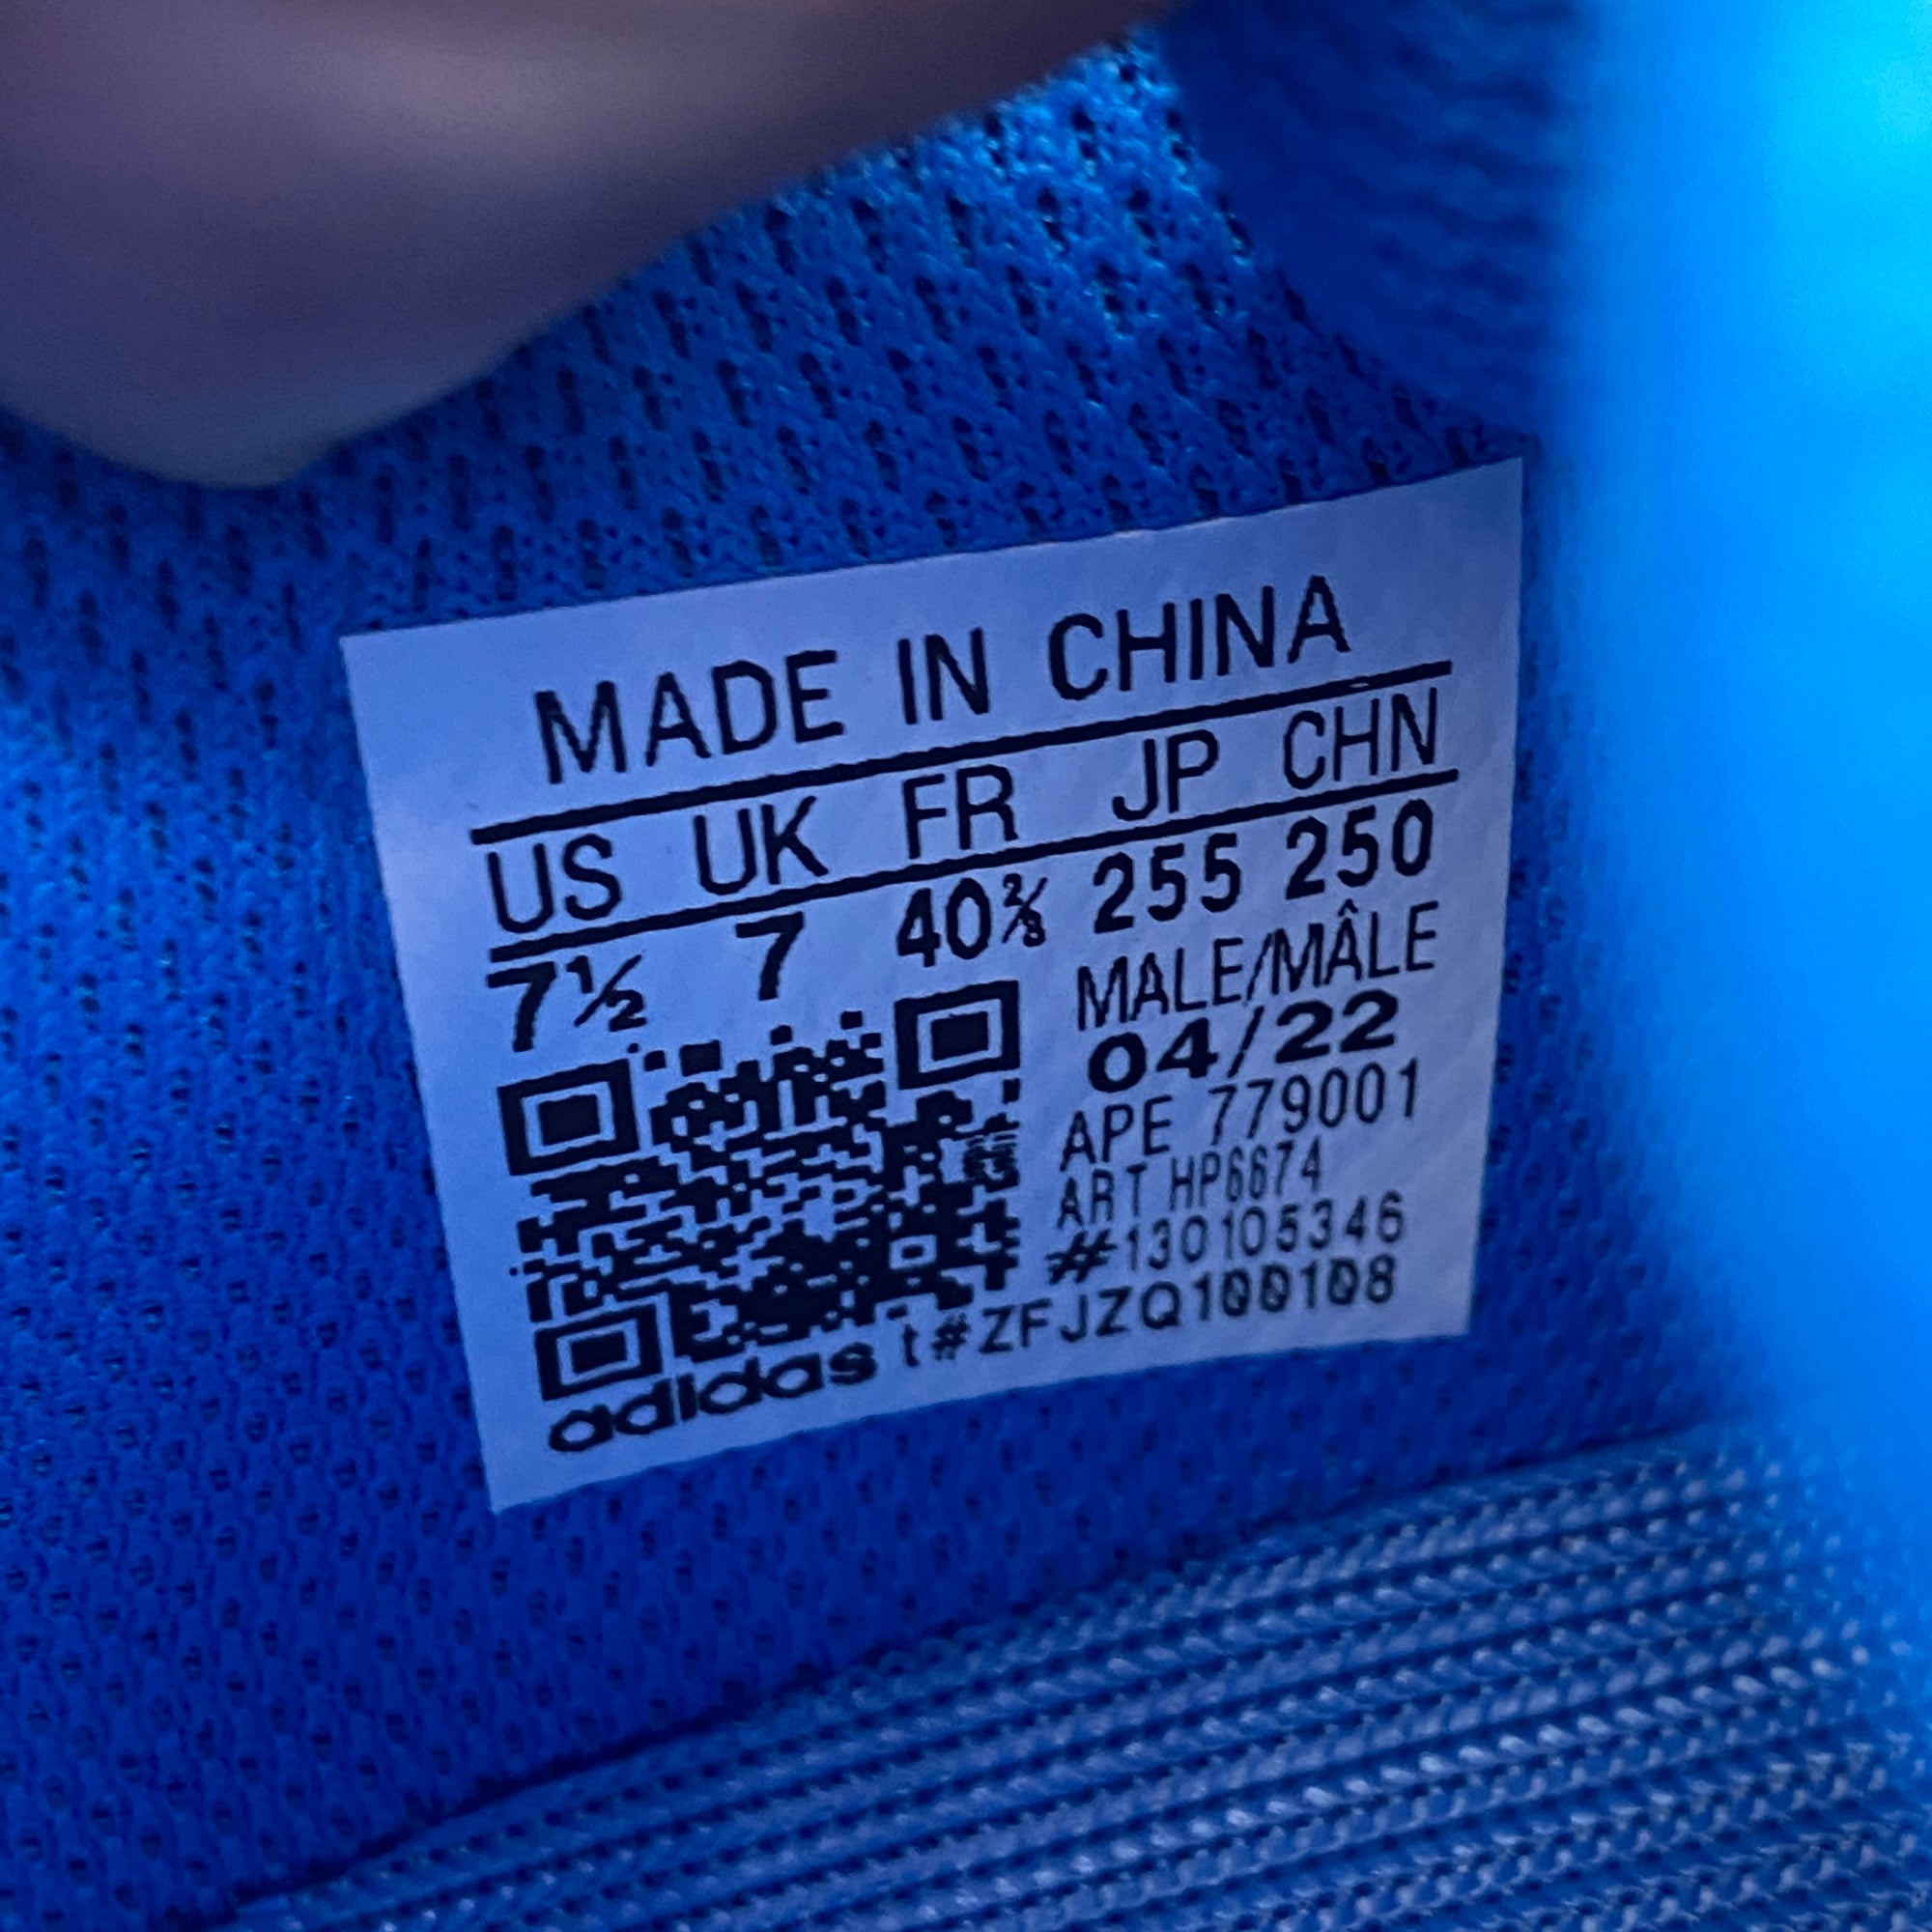 MADE IN CHINA
US UK FR JP CHN
7½ 7 40⅔ 255 250
MALE/MÂLE
04/22
APE 779001
ART HP6674
#130105346
adidas t#ZFJZQ100108